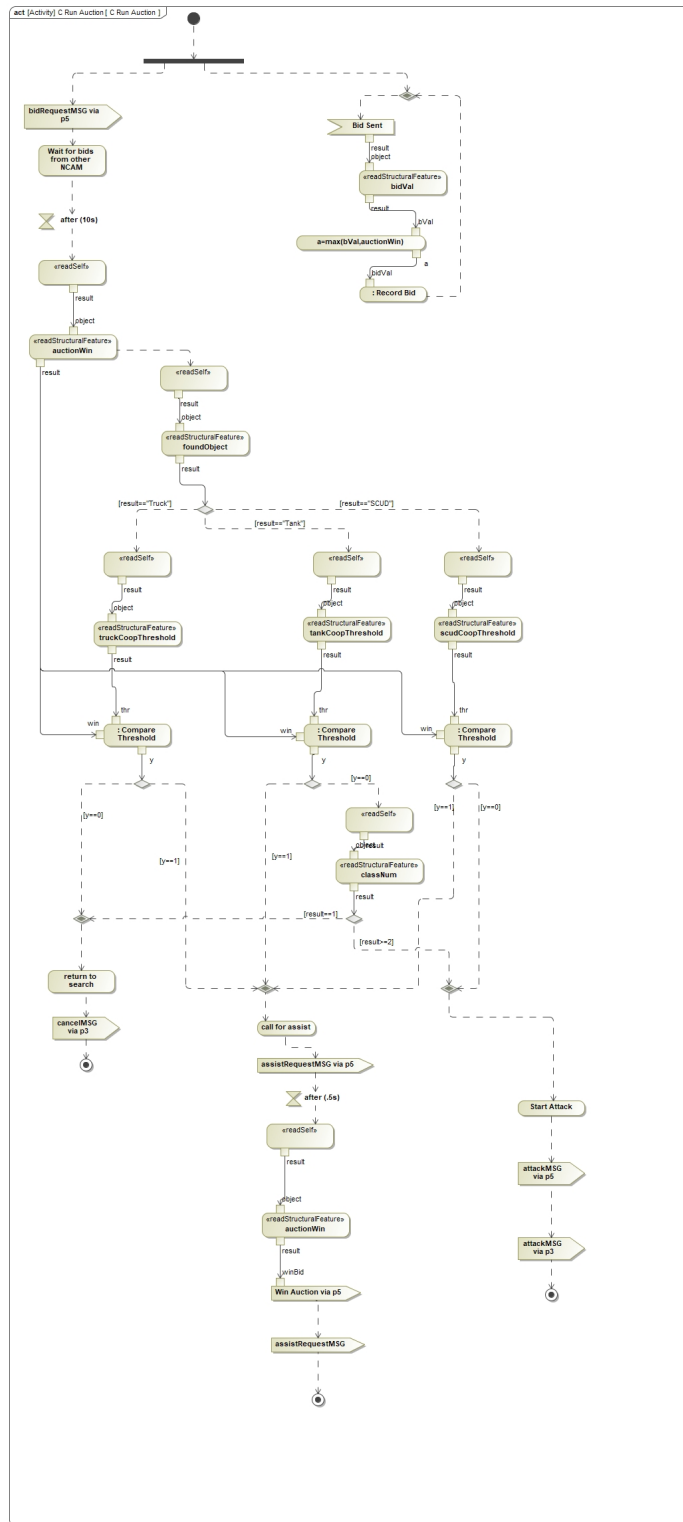 act [Activity] C Run Auction [ C Run Auction ]
bidRequestMSG via
p5
Wait for bids
from other
NCAM
after (10s)
«readSelf»
result
object
«readStructuralFeature»
auctionWin
result
Bid Sent
result
object
«readStructuralFeature»
bidVal
result
bVal
a=max(bVal,auctionWin)
a
bidVal
: Record Bid
«readSelf»
result
object
«readStructuralFeature»
foundObject
result
[result=="Truck"]
[result=="SCUD"]
[result=="Tank"]
«readSelf»
result
object
«readStructuralFeature»
truckCoopThreshold
result
«readSelf»
result
object
«readStructuralFeature»
tankCoopThreshold
result
«readSelf»
result
object
«readStructuralFeature»
scudCoopThreshold
result
thr
win
: Compare
Threshold
y
thr
win
: Compare
Threshold
y
thr
win
: Compare
Threshold
y
[y==0]
[y==1]
[y==1]
[y==0]
[y==1]
[y==0]
«readSelf»
result
object
«readStructuralFeature»
classNum
result
[result==1]
[result>=2]
return to
search
cancelMSG
via p3
call for assist
assistRequestMSG via p5
after (.5s)
«readSelf»
result
object
«readStructuralFeature»
auctionWin
result
winBid
Win Auction via p5
assistRequestMSG
Start Attack
attackMSG
via p5
attackMSG
via p3